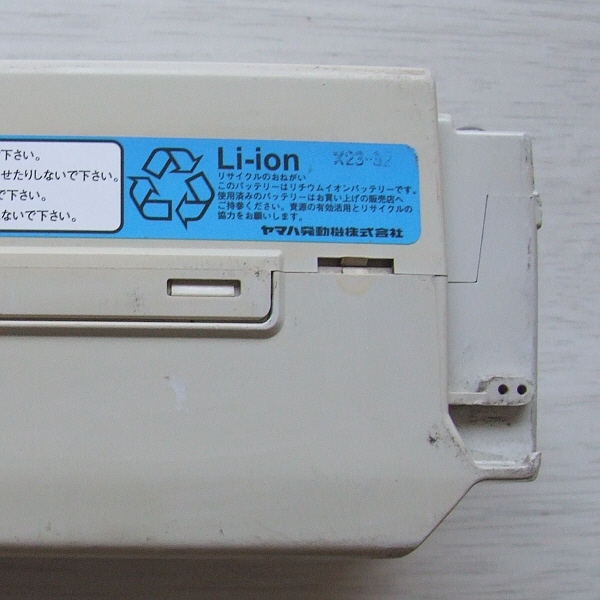 下さい。
せたりしないで下さい。
で下さい。
ないで下さい。
Li-ion
X23-
リサイクルのおねがい
このバッテリーはリチウムイオンバッテリーです。
使用済みのバッテリーはお買い上げの販売店へ
ご持参ください。資源の有効活用とリサイクルの
協力をお願いします。
ヤマハ発動機株式会社